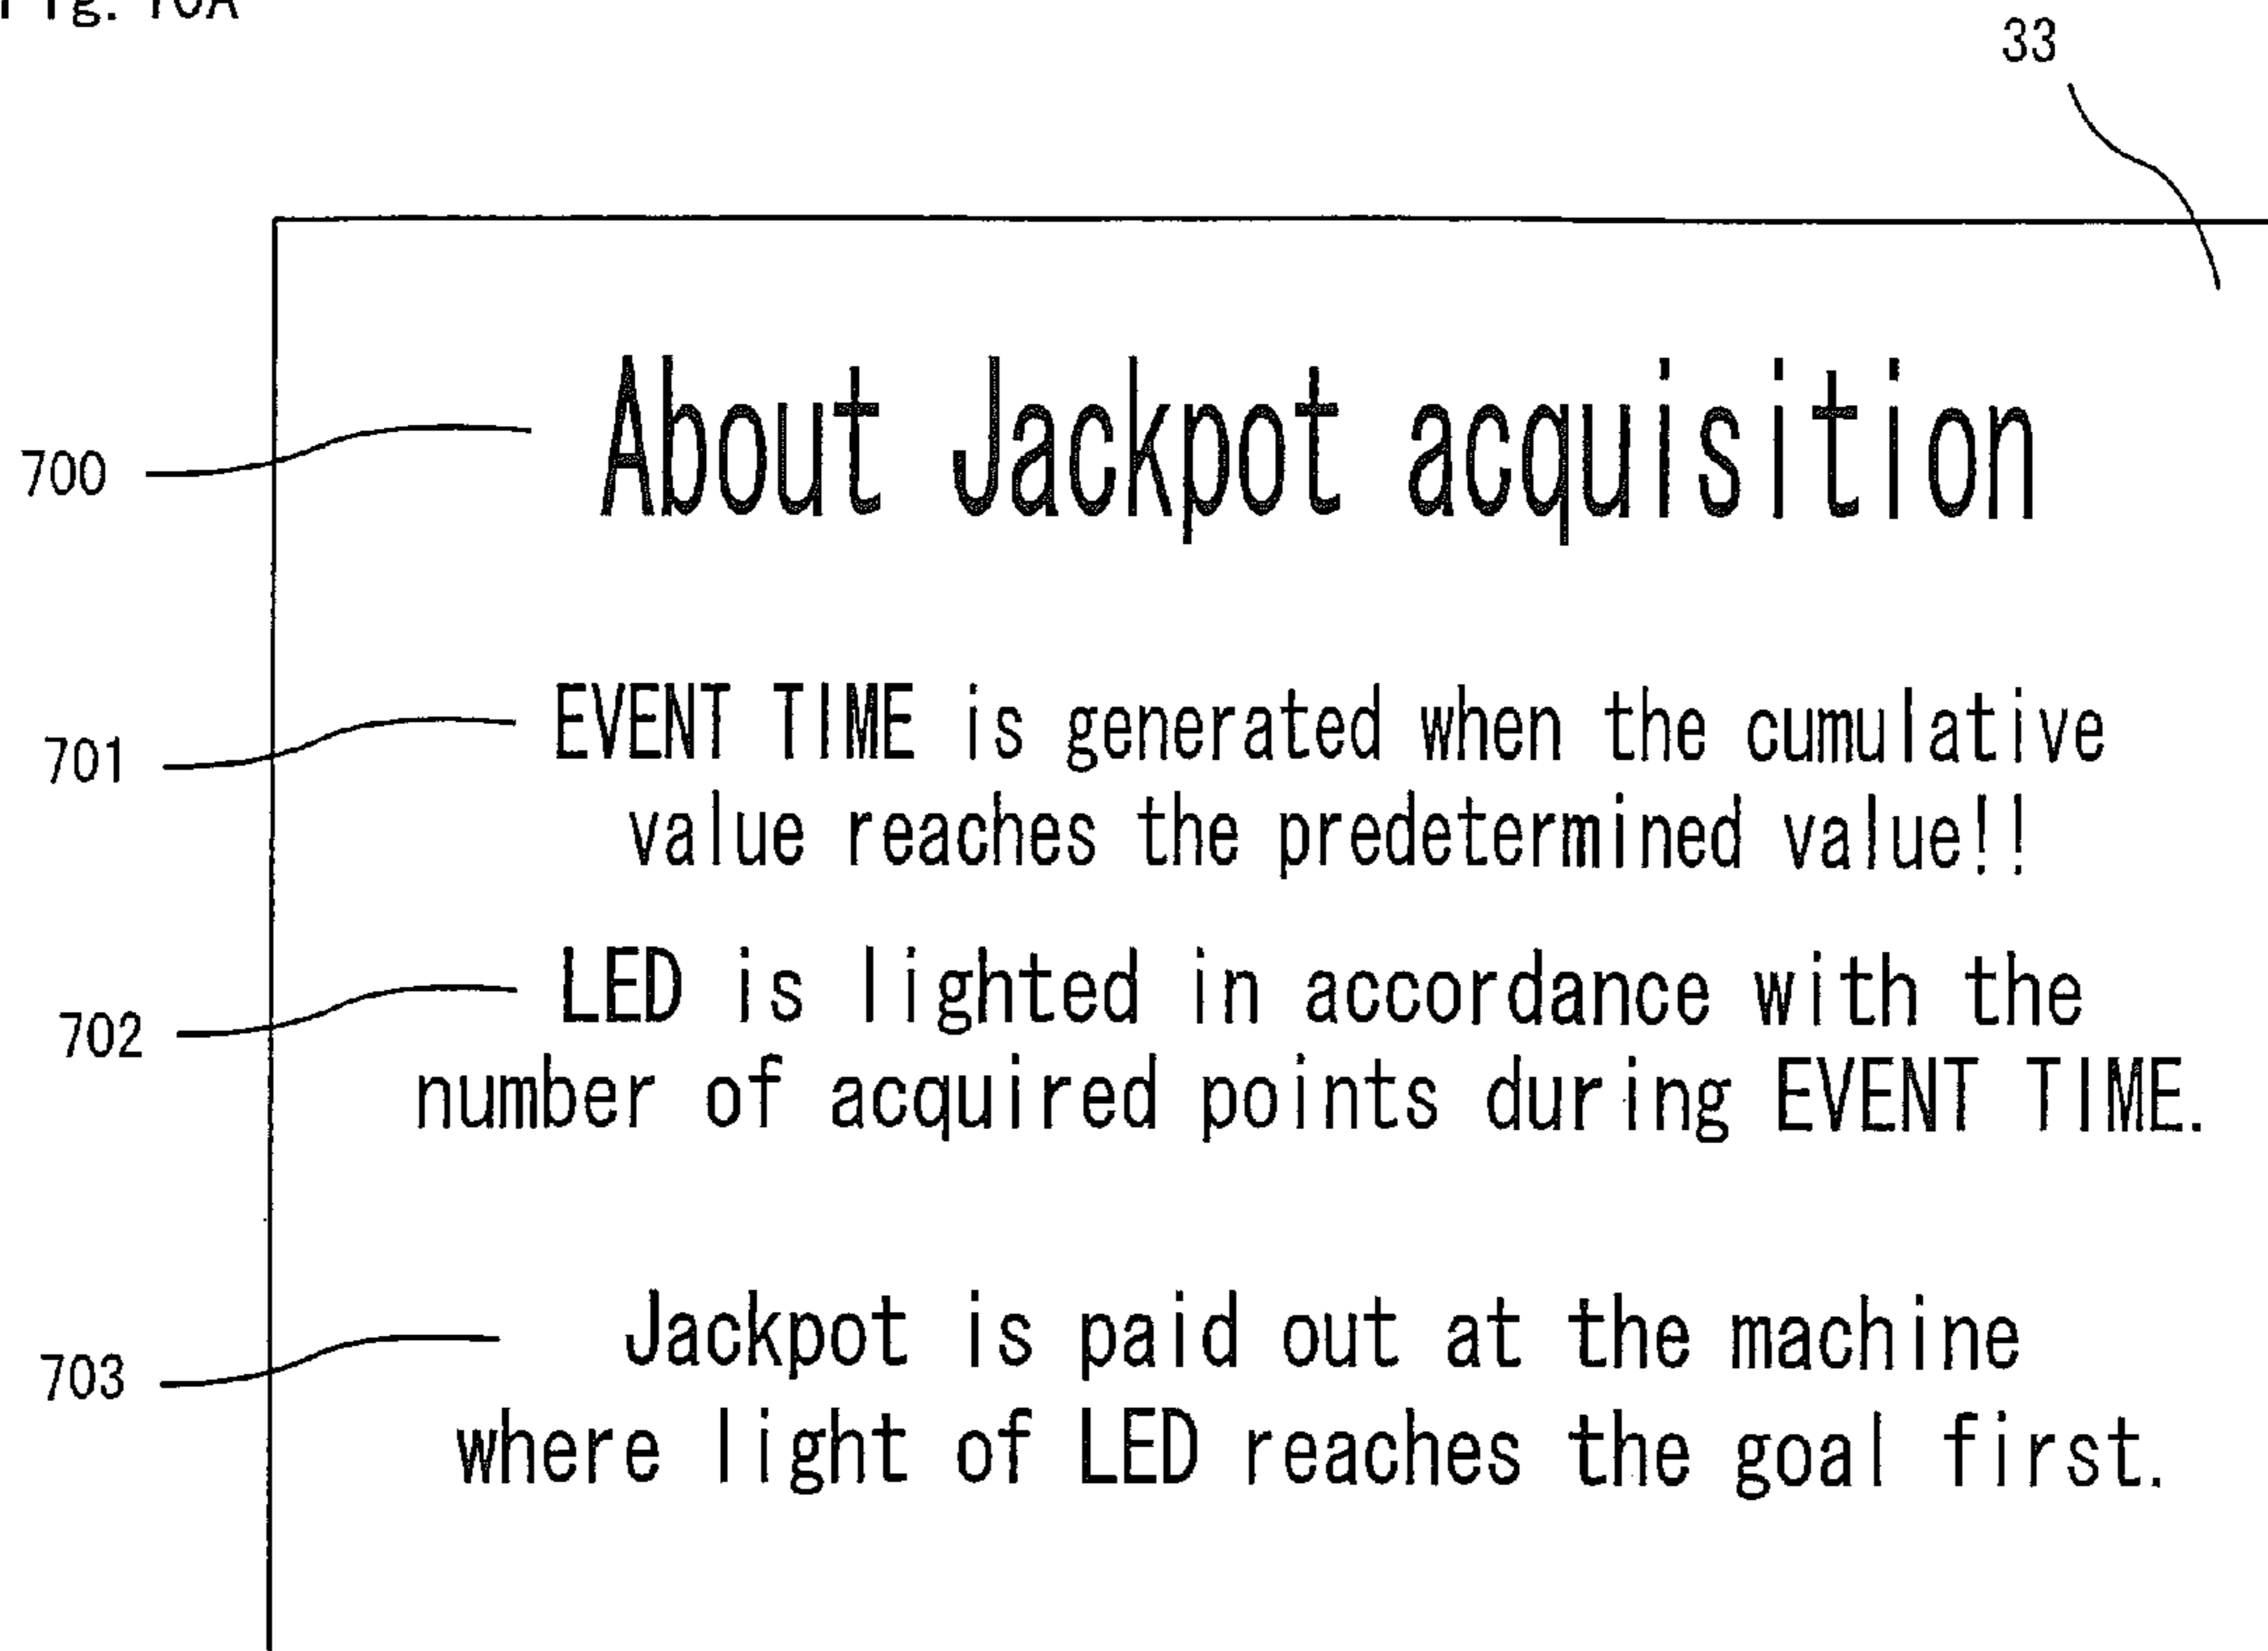 33
About Jackpot acquisition
700
EVENT TIME is generated when the cumulative
701
value reaches the predetermined value!!
LED is lighted in accordance with the
702
number of acquired points during EVENT TIME.
Jackpot is paid out at the machine
703
where light of LED reaches the goal first.